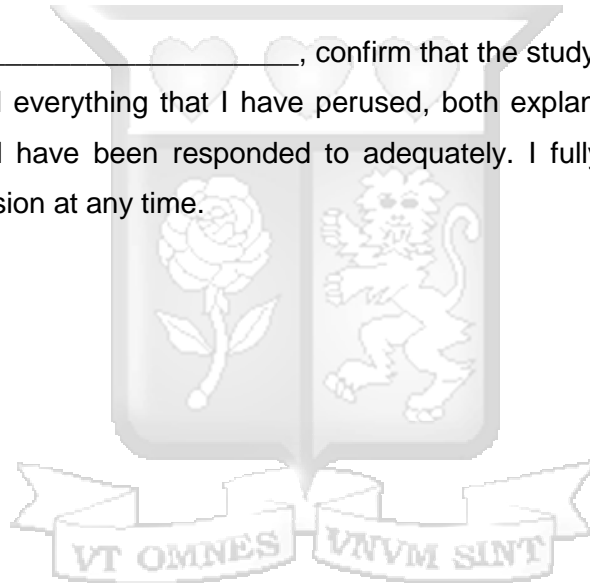 ____________________, confirm that the study
everything that I have perused, both explan
have been responded to adequately. I fully
sion at any time.
VT OMNES VNVM SINT